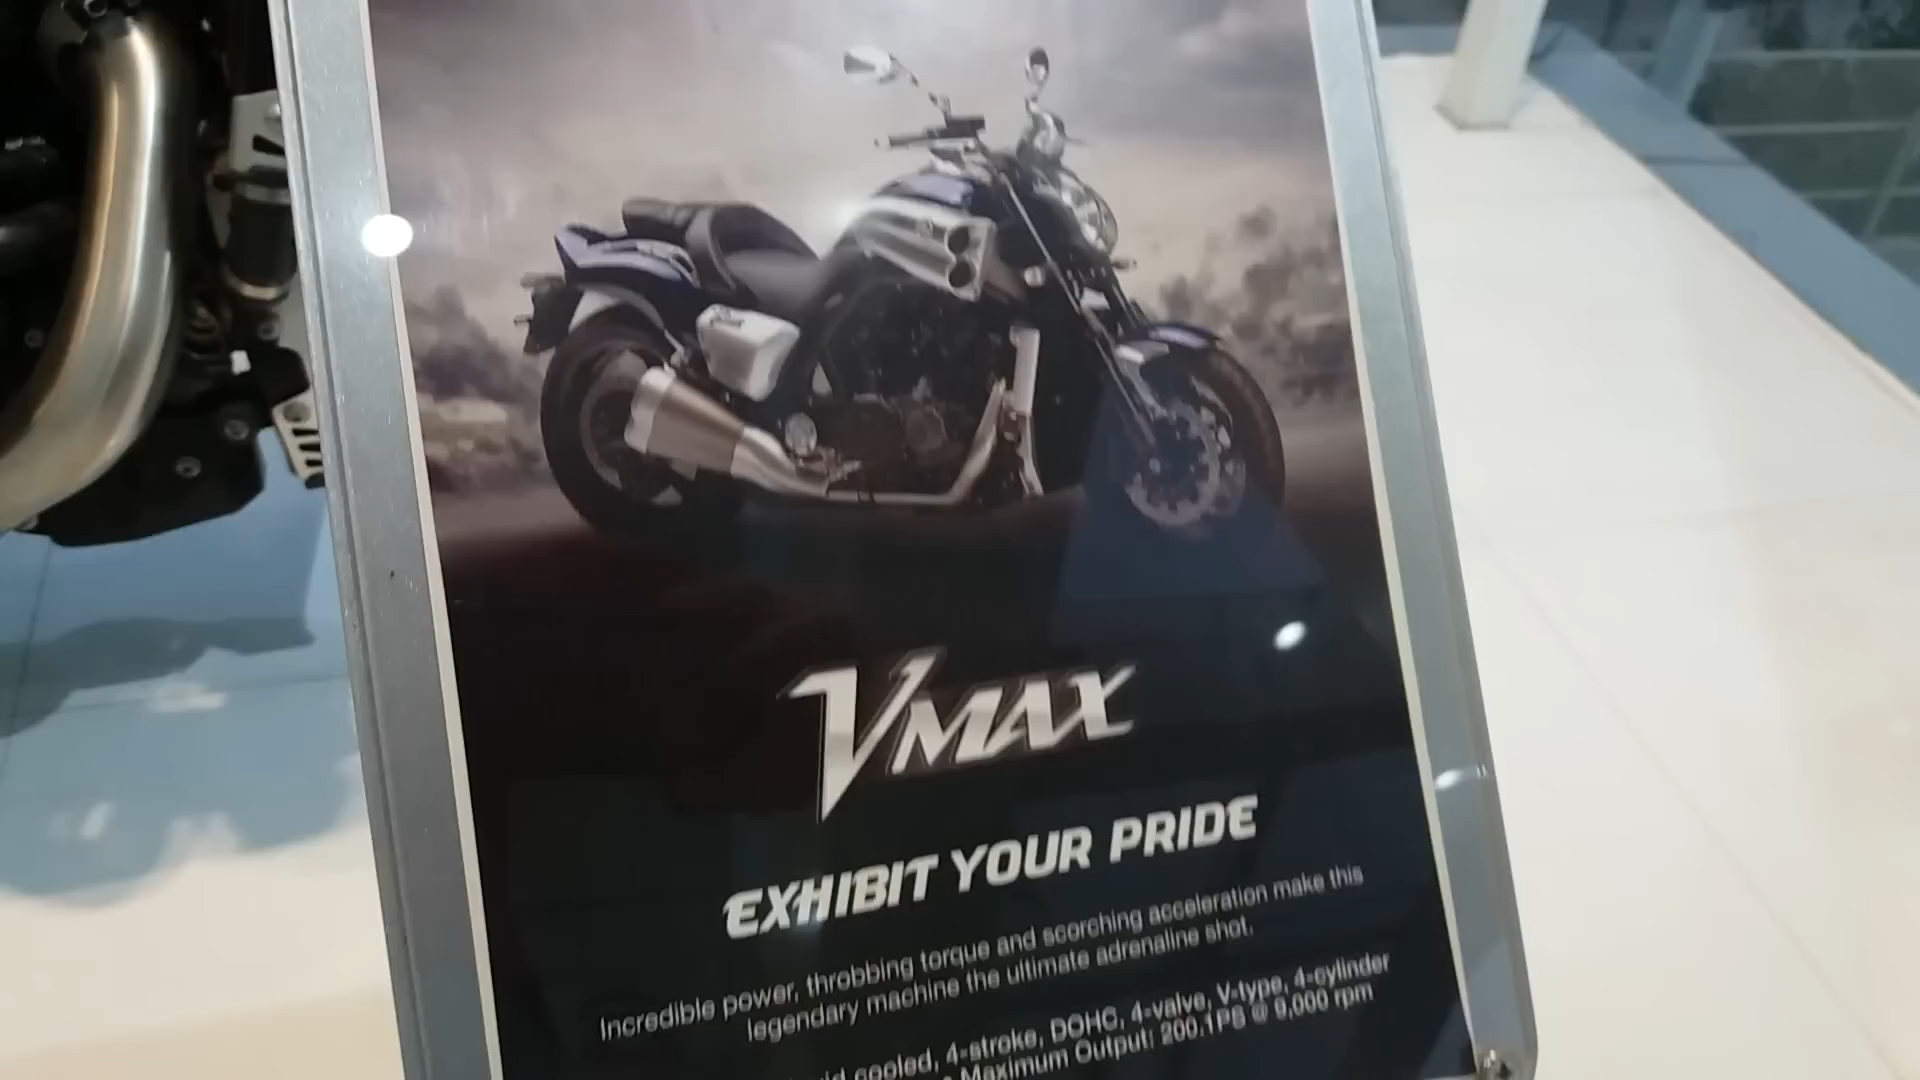 VMAX
EXHIBIT YOUR PRIDE
Incredible power, throbbing torque and scorching acceleration make this
legendary machine the ultimate adrenaline shot.
cooled, 4-stroke, DOHC, 4-valve, V-type, 4-cylinder
Maximum Output: 200.1PS @ 9,000 rpm